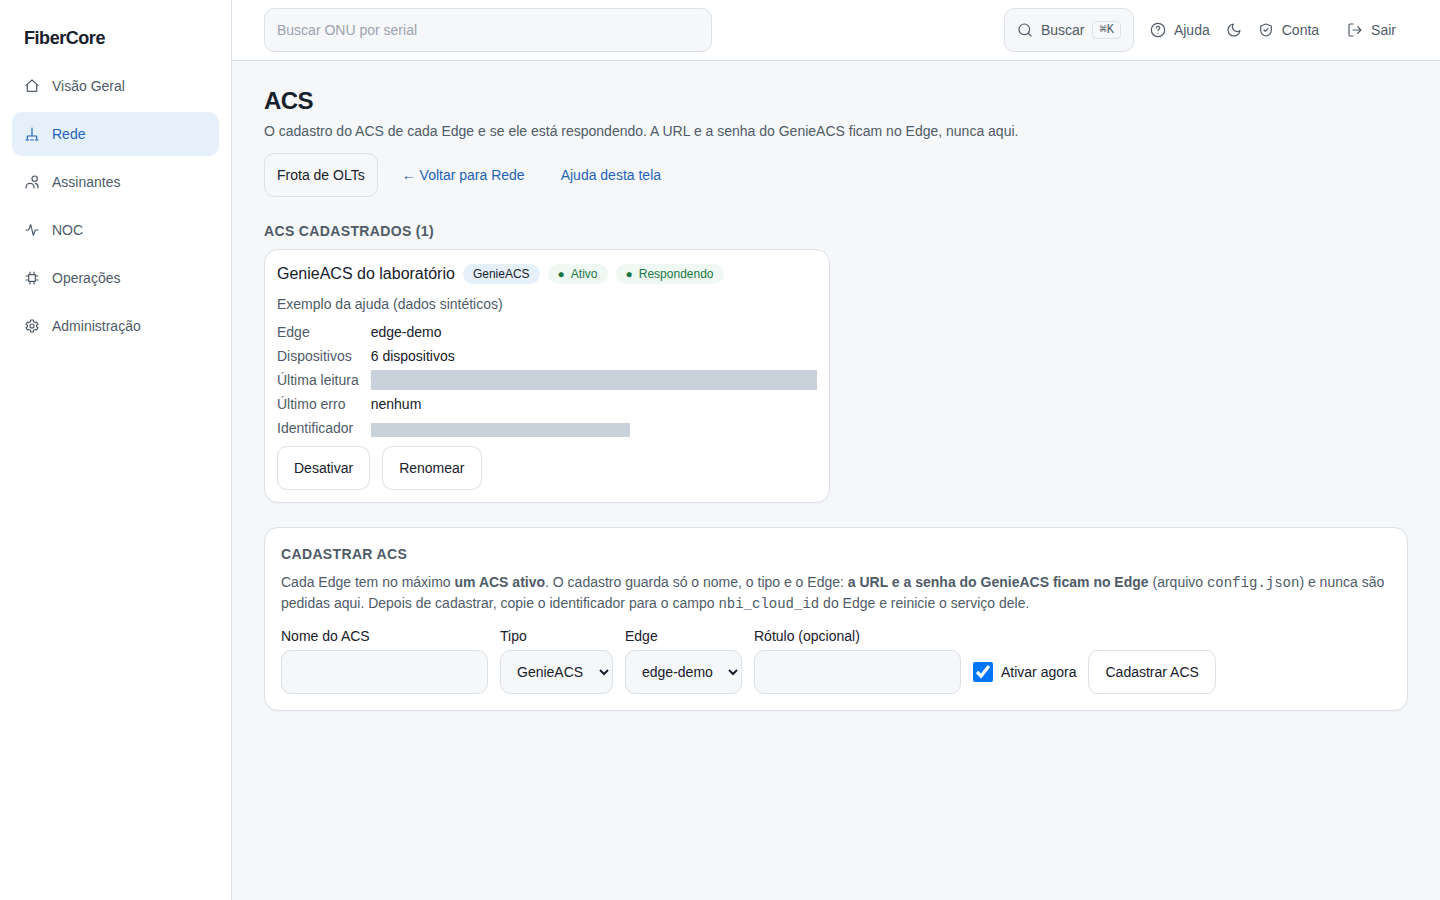 FiberCore
Buscar ONU por serial
Buscar ⌘K
Ajuda
Conta
Sair
Visão Geral
Rede
Assinantes
NOC
Operações
Administração
ACS
O cadastro do ACS de cada Edge e se ele está respondendo. A URL e a senha do GenieACS ficam no Edge, nunca aqui.
Frota de OLTs
← Voltar para Rede
Ajuda desta tela
ACS CADASTRADOS (1)
GenieACS do laboratório GenieACS ● Ativo ● Respondendo
Exemplo da ajuda (dados sintéticos)
Edge edge-demo
Dispositivos 6 dispositivos
Última leitura
Último erro nenhum
Identificador
Desativar Renomear
CADASTRAR ACS
Cada Edge tem no máximo um ACS ativo. O cadastro guarda só o nome, o tipo e o Edge: a URL e a senha do GenieACS ficam no Edge (arquivo config.json) e nunca são
pedidas aqui. Depois de cadastrar, copie o identificador para o campo nbi_cloud_id do Edge e reinicie o serviço dele.
Nome do ACS Tipo Edge Rótulo (opcional)
GenieACS edge-demo Ativar agora Cadastrar ACS